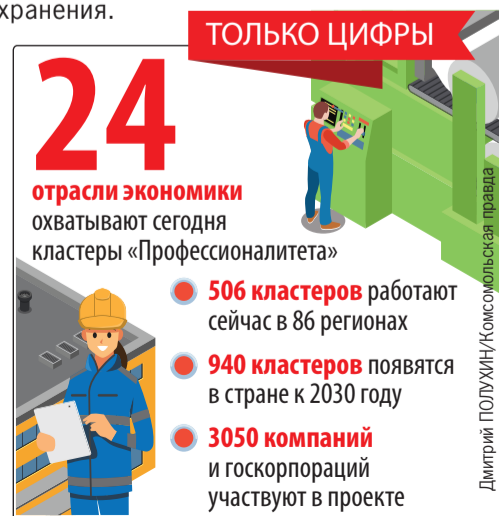 хранения.
ТОЛЬКО ЦИФРЫ
24
отрасли экономики
охватывают сегодня
кластеры «Профессионалитета»
506 кластеров работают
сейчас в 86 регионах
940 кластеров появятся
в стране к 2030 году
3050 компаний
и госкорпораций
участвуют в проекте
Дмитрий ПОЛУХИН/Комсомольская правда